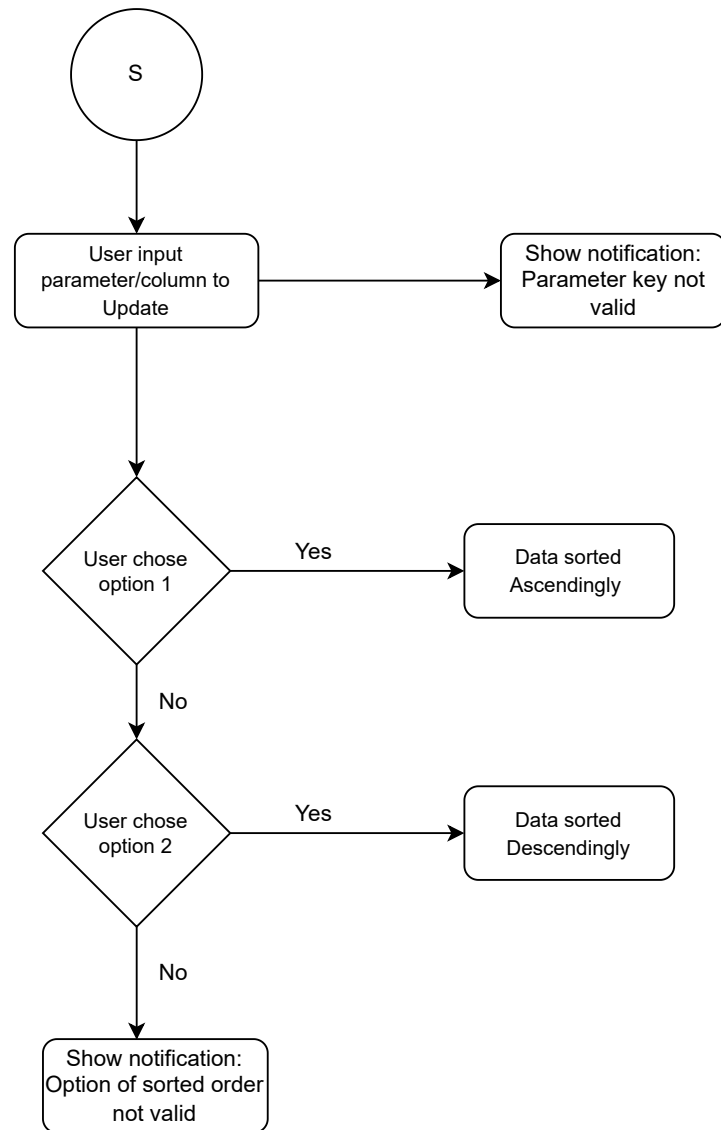 S
User input
parameter/column to
Update
Show notification:
Parameter key not
valid
User chose
option 1
Yes
Data sorted
Ascendingly
No
User chose
option 2
Yes
Data sorted
Descendingly
No
Show notification:
Option of sorted order
not valid